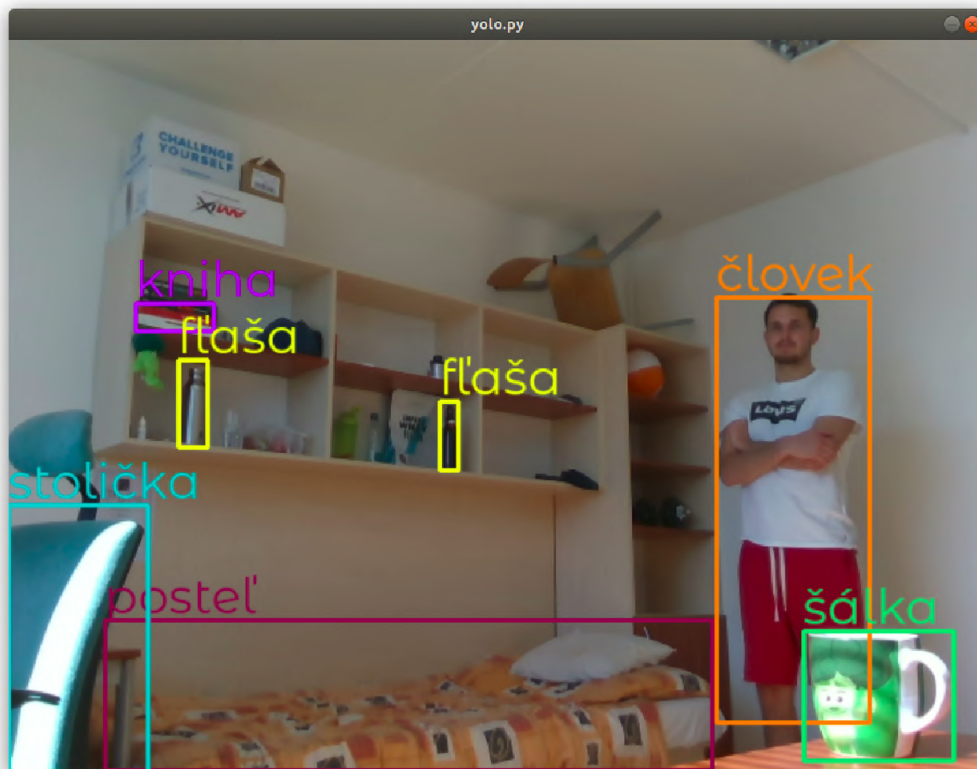 yolo.py
CHALLENGE
YOURSELF
kniha
človek
fľaša
fľaša
LEVI'S
stolička
posteľ
šálka